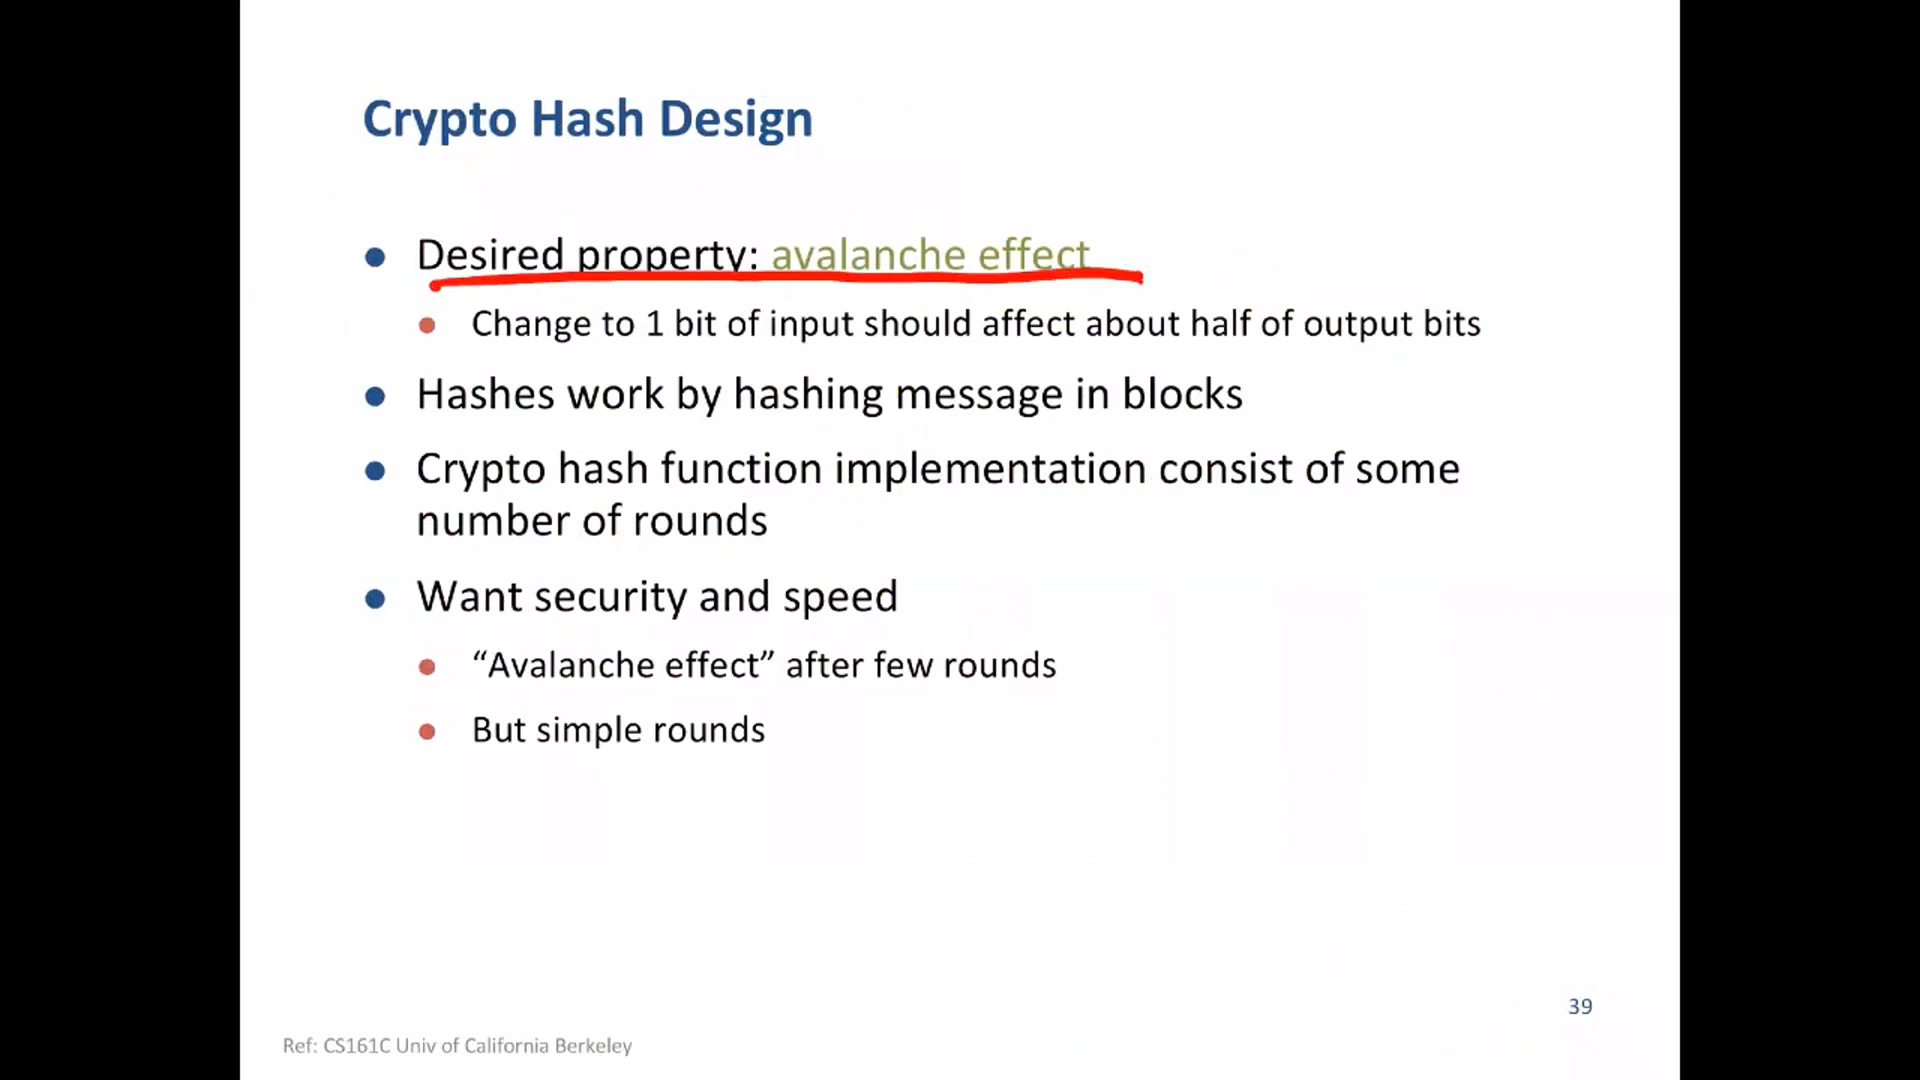 Crypto Hash Design
● Desired property: avalanche effect
● Change to 1 bit of input should affect about half of output bits
● Hashes work by hashing message in blocks
● Crypto hash function implementation consist of some
number of rounds
● Want security and speed
● “Avalanche effect” after few rounds
● But simple rounds
39
Ref: CS161C Univ of California Berkeley